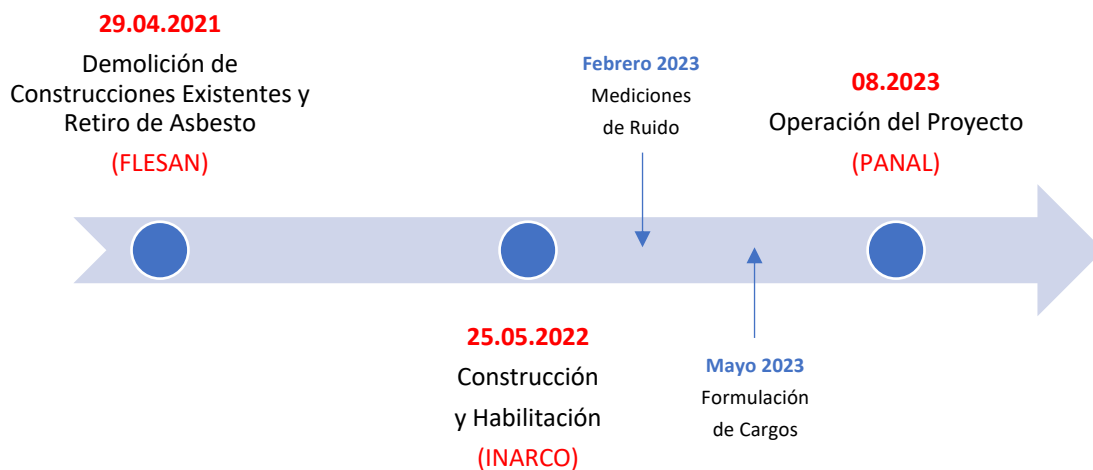 29.04.2021
Demolición de
Construcciones Existentes y
Retiro de Asbesto
(FLESAN)
Febrero 2023
Mediciones
de Ruido
08.2023
Operación del Proyecto
(PANAL)
25.05.2022
Construcción
y Habilitación
(INARCO)
Mayo 2023
Formulación
de Cargos